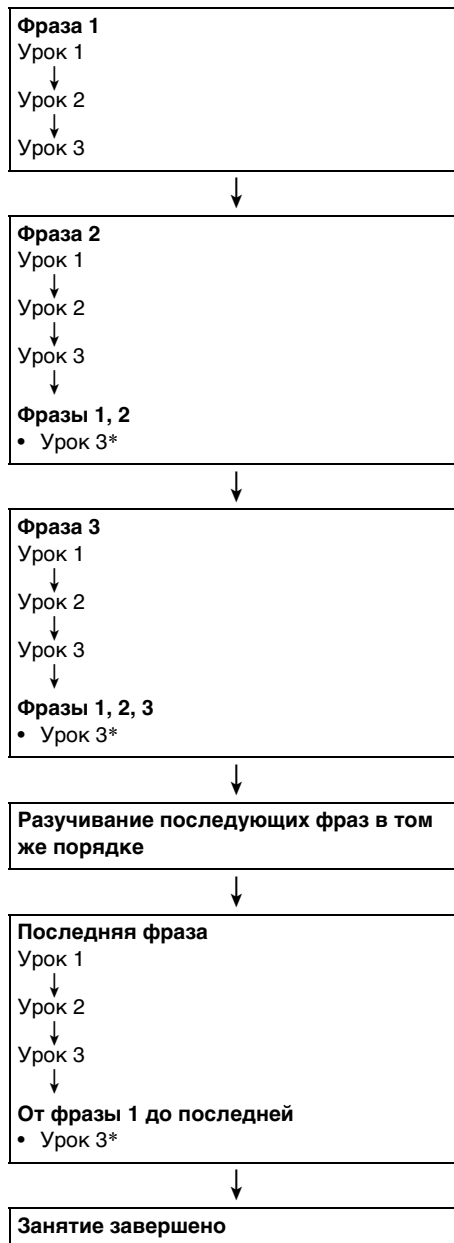 Фраза 1
Урок 1
Урок 2
Урок 3
Фраза 2
Урок 1
Урок 2
Урок 3
Фразы 1, 2
• Урок 3*
Фраза 3
Урок 1
Урок 2
Урок 3
Фразы 1, 2, 3
• Урок 3*
Разучивание последующих фраз в том
же порядке
Последняя фраза
Урок 1
Урок 2
Урок 3
От фразы 1 до последней
• Урок 3*
Занятие завершено